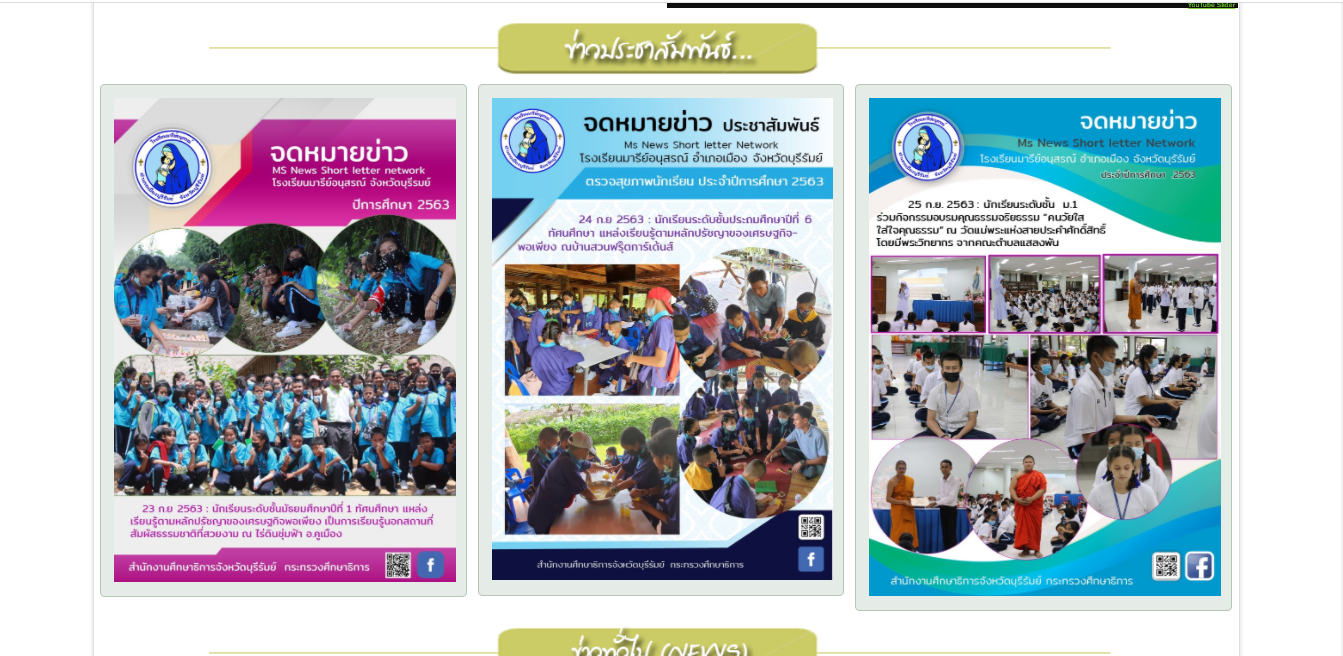 YouTube Slider
ข่าวประชาสัมพันธ์...
จดหมายข่าว
MS News Short letter network
โรงเรียนมารีย์อนุสรณ์ จังหวัดบุรีรัมย์
ปีการศึกษา 2563
23 ก.ย 2563 : นักเรียนระดับชั้นมัธยมศึกษาปีที่ 1 ทัศนศึกษา แหล่ง
เรียนรู้ตามหลักปรัชญาของเศรษฐกิจพอเพียง เป็นการเรียนรู้นอกสถานที่
สัมผัสธรรมชาติที่สวยงาม ณ ไร่ดินชุ่มฟ้า อ.คูเมือง
สำนักงานศึกษาธิการจังหวัดบุรีรัมย์ กระทรวงศึกษาธิการ
จดหมายข่าว ประชาสัมพันธ์
Ms News Short letter Network
โรงเรียนมารีย์อนุสรณ์ อำเภอเมือง จังหวัดบุรีรัมย์
ตรวจสุขภาพนักเรียน ประจำปีการศึกษา 2563
24 ก.ย 2563 : นักเรียนระดับชั้นประถมศึกษาปีที่ 6
ทัศนศึกษา แหล่งเรียนรู้ตามหลักปรัชญาของเศรษฐกิจ-
พอเพียง ณบ้านสวนฟรุ๊ตการ์เด้นส์
สำนักงานศึกษาธิการจังหวัดบุรีรัมย์ กระทรวงศึกษาธิการ
จดหมายข่าว
Ms News Short letter Network
โรงเรียนมารีย์อนุสรณ์ อำเภอเมือง จังหวัดบุรีรัมย์
ประจำปีการศึกษา 2563
25 ก.ย. 2563 : นักเรียนระดับชั้น ม.1
ร่วมกิจกรรมอบรมคุณธรรมจริยธรรม “คนวัยใส
ใส่ใจคุณธรรม” ณ วัดแม่พระแห่งสายประคำศักดิ์สิทธิ์
โดยมีพระวิทยากร จากคณะตำบลแสลงพัน
สำนักงานศึกษาธิการจังหวัดบุรีรัมย์ กระทรวงศึกษาธิการ
ข่าวทั่วไป (NEWS)